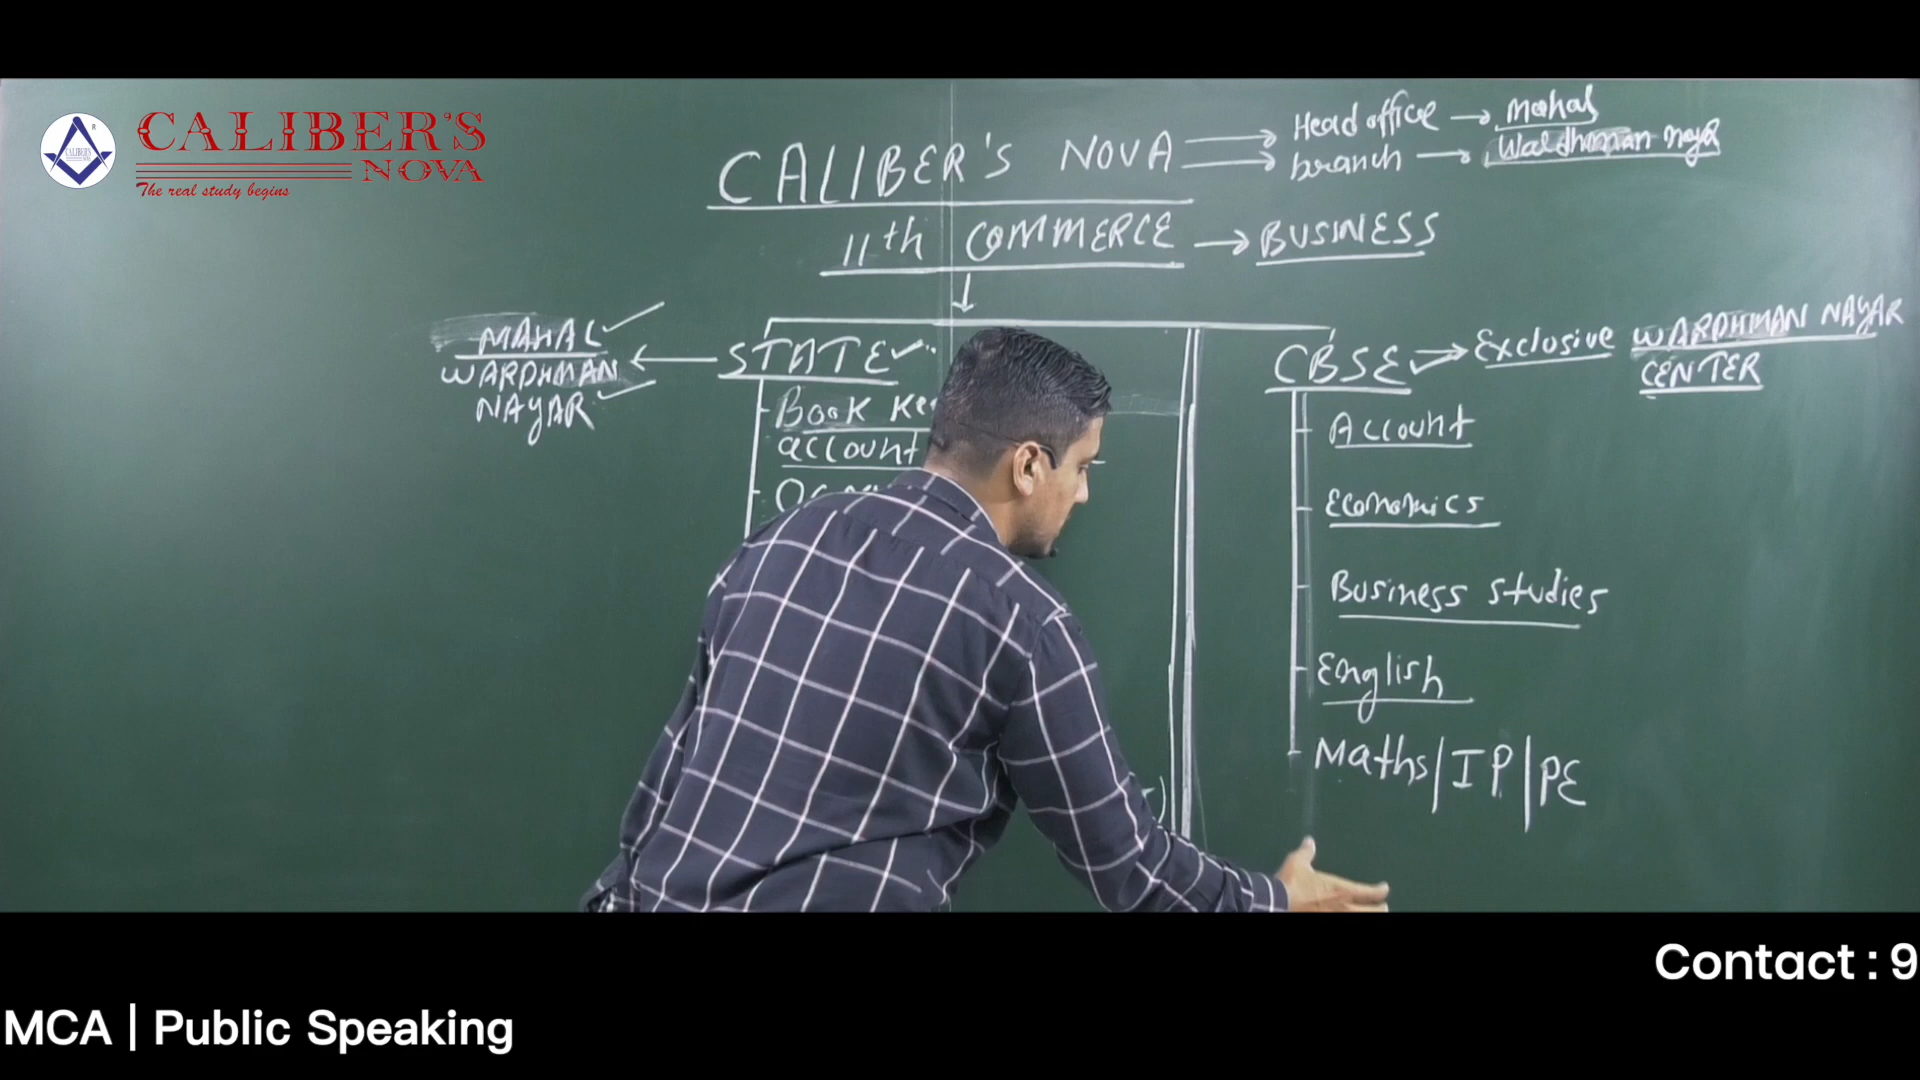 CALIBER'S
NOVA
The real study begins
CALIBER'S NOVA
Head office → Mahal
branch → Wardhaman nagar
11th COMMERCE → BUSINESS
MAHAL
WARDHMAN
NAGAR
STATE
Book Ke
account
CBSE → Exclusive WARDHMAN NAGAR
CENTER
Account
Economics
Business studies
English
Maths/IP/PE
Contact : 9
MCA | Public Speaking